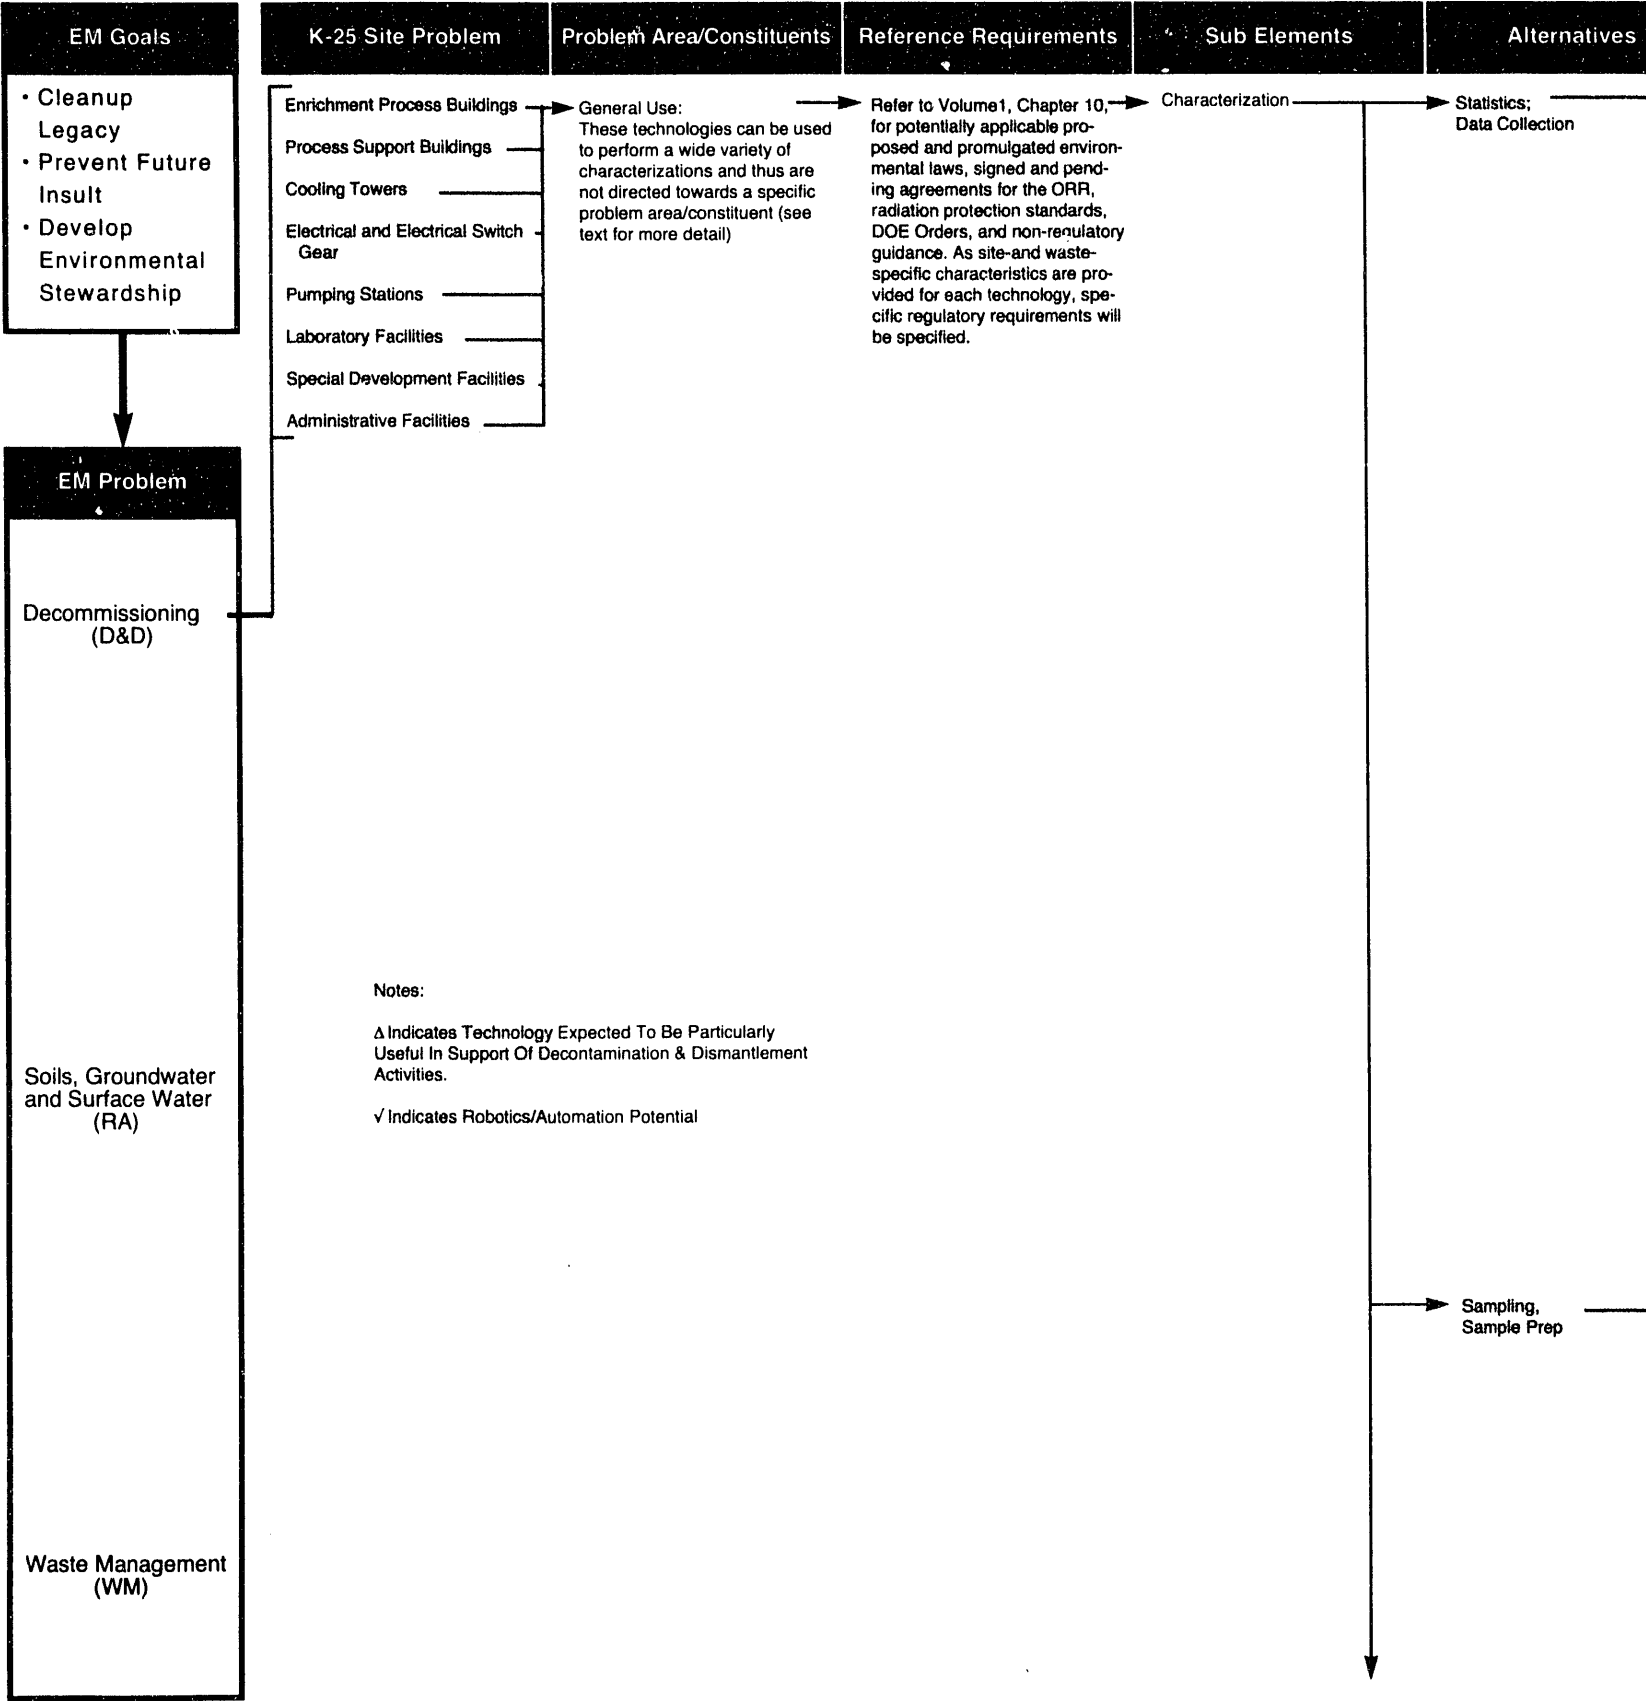 EM Goals
• Cleanup
Legacy
• Prevent Future
Insult
• Develop
Environmental
Stewardship
EM Problem
Decommissioning
(D&D)
Soils, Groundwater
and Surface Water
(RA)
Waste Management
(WM)
K-25 Site Problem
Enrichment Process Buildings
Process Support Buildings
Cooling Towers
Electrical and Electrical Switch
Gear
Pumping Stations
Laboratory Facilities
Special Development Facilities
Administrative Facilities
Problem Area/Constituents
General Use:
These technologies can be used
to perform a wide variety of
characterizations and thus are
not directed towards a specific
problem area/constituent (see
text for more detail)
Reference Requirements
Refer to Volume1, Chapter 10,
for potentially applicable pro-
posed and promulgated environ-
mental laws, signed and pend-
ing agreements for the ORR,
radiation protection standards,
DOE Orders, and non-regulatory
guidance. As site-and waste-
specific characteristics are pro-
vided for each technology, spe-
cific regulatory requirements will
be specified.
Sub Elements
Characterization
Alternatives
Statistics;
Data Collection
Sampling,
Sample Prep
Notes:
Δ Indicates Technology Expected To Be Particularly
Useful In Support Of Decontamination & Dismantlement
Activities.
√ Indicates Robotics/Automation Potential